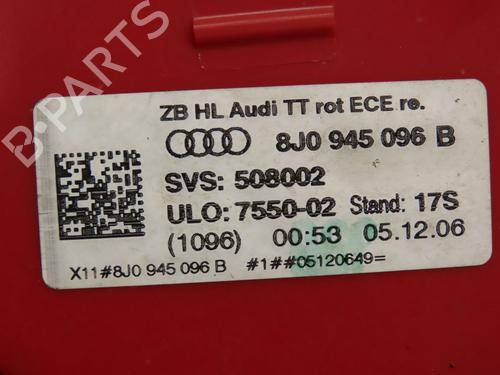 B-PARTS
ZB HL Audi TT rot ECE re.
8J0 945 096 B
SVS: 508002
ULO: 7550-02 Stand: 17S
(1096) 00:53 05.12.06
X11#8J0 945 096 B #1##05120649=